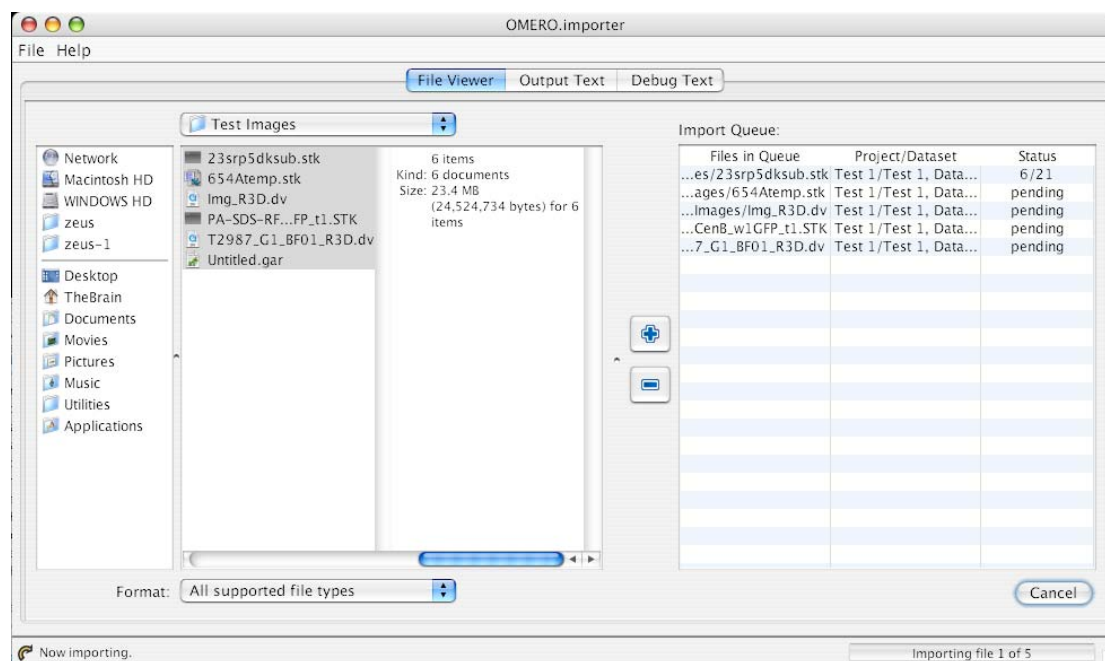 OMERO.importer
File Help
File Viewer Output Text Debug Text
Test Images
Network
Macintosh HD
WINDOWS HD
zeus
zeus-1
Desktop
TheBrain
Documents
Movies
Pictures
Music
Utilities
Applications
23srp5dksub.stk
654Atemp.stk
Img_R3D.dv
PA-SDS-RF...FP_t1.STK
T2987_G1_BF01_R3D.dv
Untitled.gar
6 items
Kind: 6 documents
Size: 23.4 MB
(24,524,734 bytes) for 6
items
Import Queue:
Files in Queue Project/Dataset Status
...es/23srp5dksub.stk Test 1/Test 1, Data... 6/21
...ages/654Atemp.stk Test 1/Test 1, Data... pending
...Images/Img_R3D.dv Test 1/Test 1, Data... pending
...CenB_w1GFP_t1.STK Test 1/Test 1, Data... pending
...7_G1_BF01_R3D.dv Test 1/Test 1, Data... pending
Format: All supported file types
Cancel
Now importing.
Importing file 1 of 5